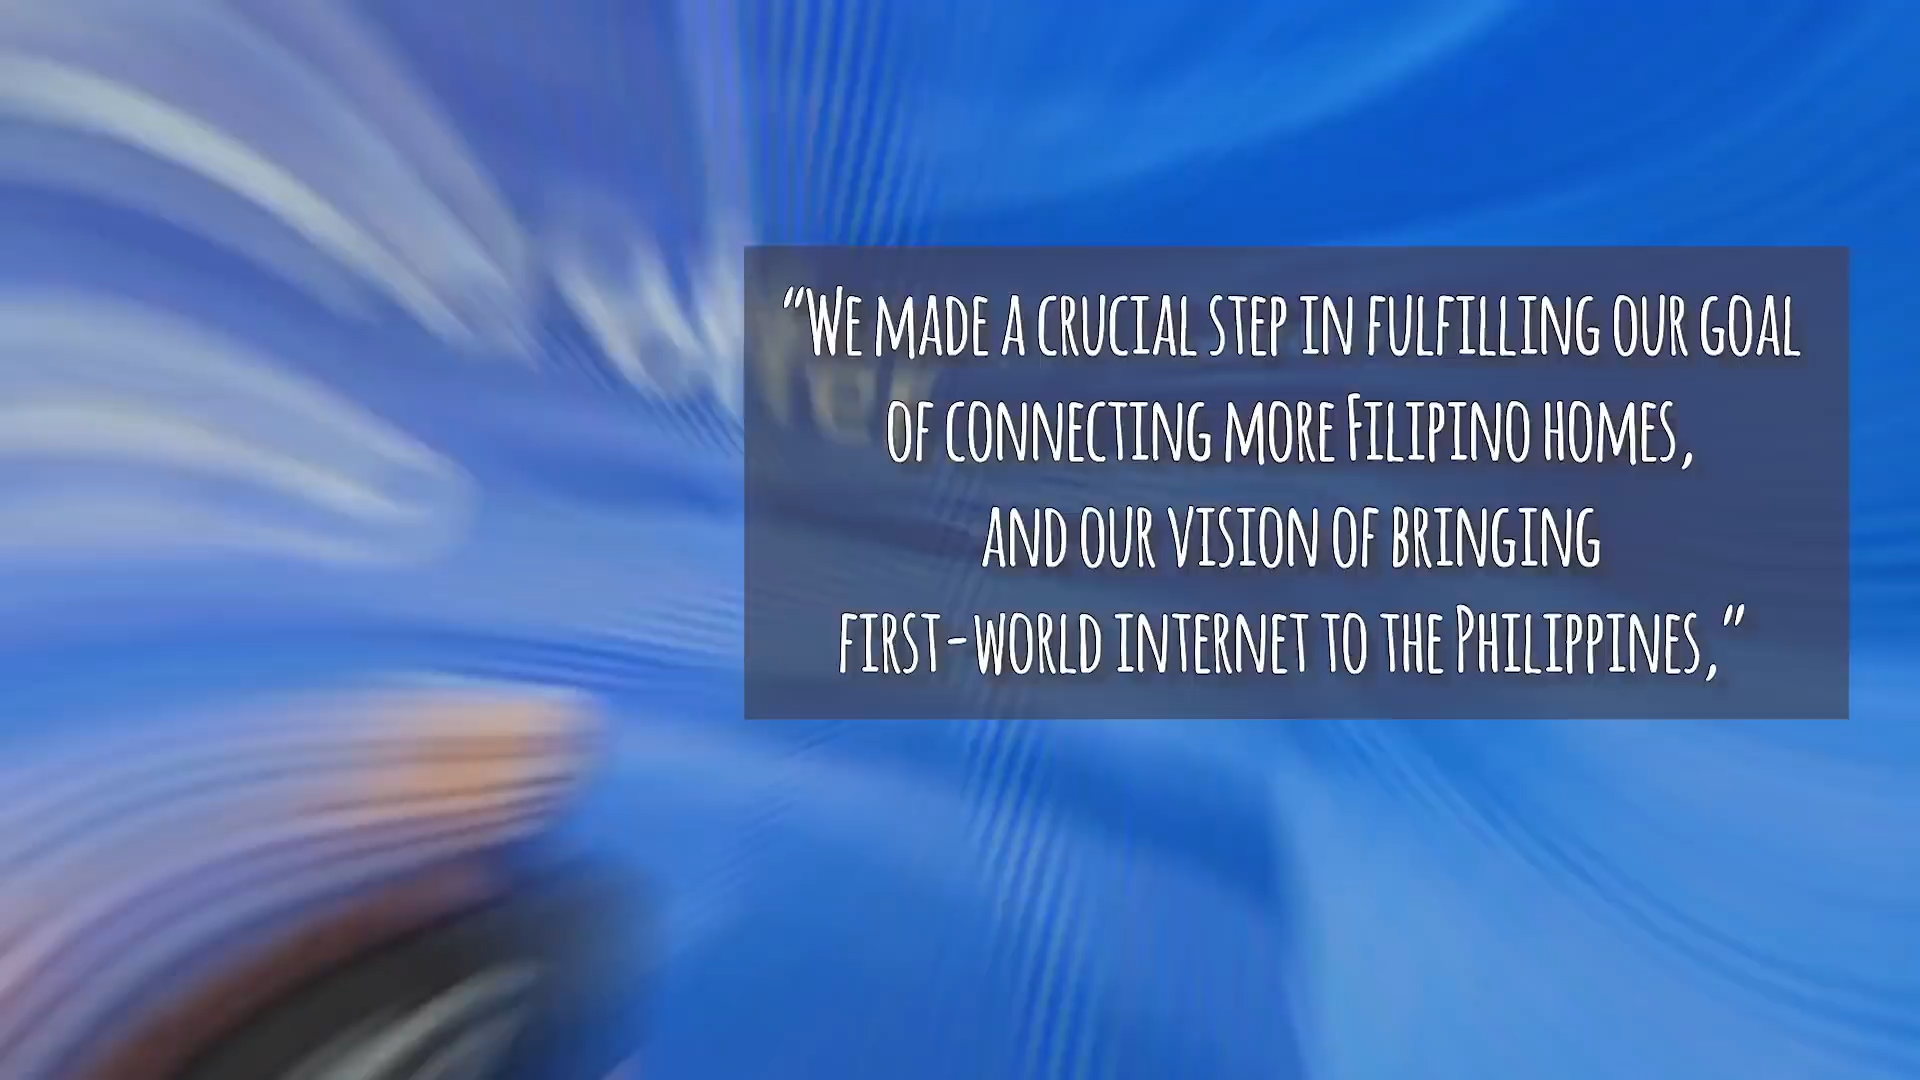 “We made a crucial step in fulfilling our goal
of connecting more Filipino homes,
and our vision of bringing
first-world internet to the Philippines,”